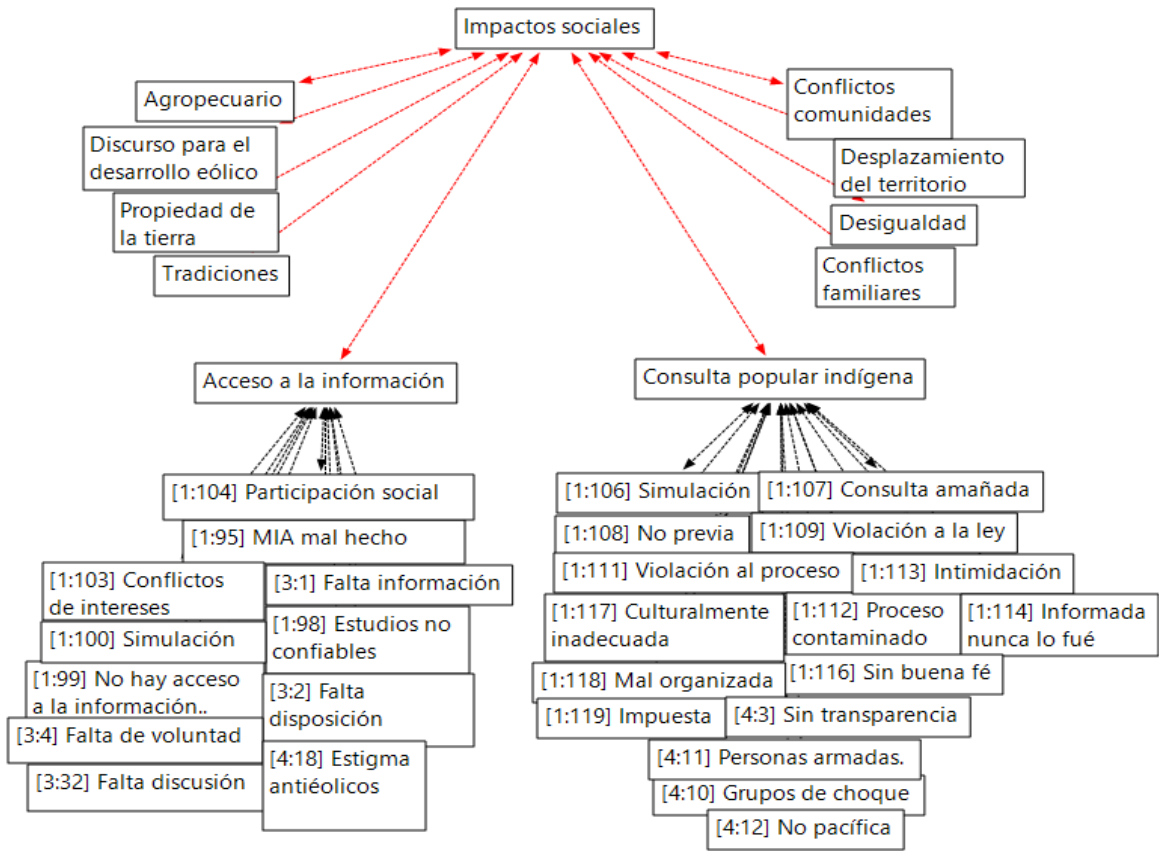 Impactos sociales
Agropecuario
Discurso para el
desarrollo eólico
Propiedad de
la tierra
Tradiciones
Conflictos
comunidades
Desplazamiento
del territorio
Desigualdad
Conflictos
familiares
Acceso a la información
[1:104] Participación social
[1:95] MIA mal hecho
[1:103] Conflictos
de intereses
[3:1] Falta información
[1:100] Simulación
[1:98] Estudios no
confiables
[1:99] No hay acceso
a la información..
[3:2] Falta
disposición
[3:4] Falta de voluntad
[4:18] Estigma
antiéolicos
[3:32] Falta discusión
Consulta popular indígena
[1:106] Simulación
[1:107] Consulta amañada
[1:108] No previa
[1:109] Violación a la ley
[1:111] Violación al proceso
[1:113] Intimidación
[1:117] Culturalmente
inadecuada
[1:112] Proceso
contaminado
[1:114] Informada
nunca lo fué
[1:118] Mal organizada
[1:116] Sin buena fé
[1:119] Impuesta
[4:3] Sin transparencia
[4:11] Personas armadas.
[4:10] Grupos de choque
[4:12] No pacífica